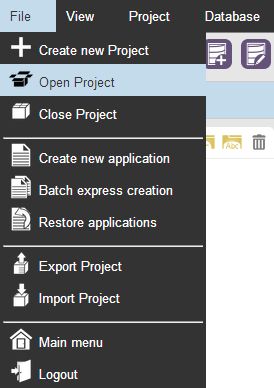 File View Project Database
Create new Project
Open Project
Close Project
Create new application
Batch express creation
Restore applications
Export Project
Import Project
Main menu
Logout